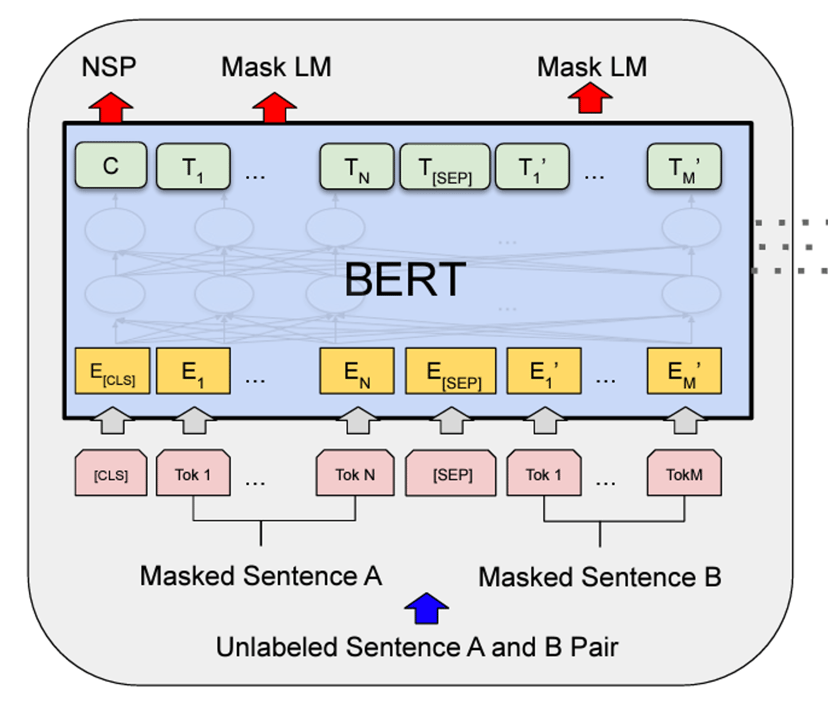 NSP Mask LM Mask LM
C T1 ... TN T[SEP] T1’ ... TM’
...
BERT
...
E[CLS] E1 ... EN E[SEP] E1’ ... EM’
[CLS] Tok 1 ... Tok N [SEP] Tok 1 ... TokM
Masked Sentence A Masked Sentence B
Unlabeled Sentence A and B Pair